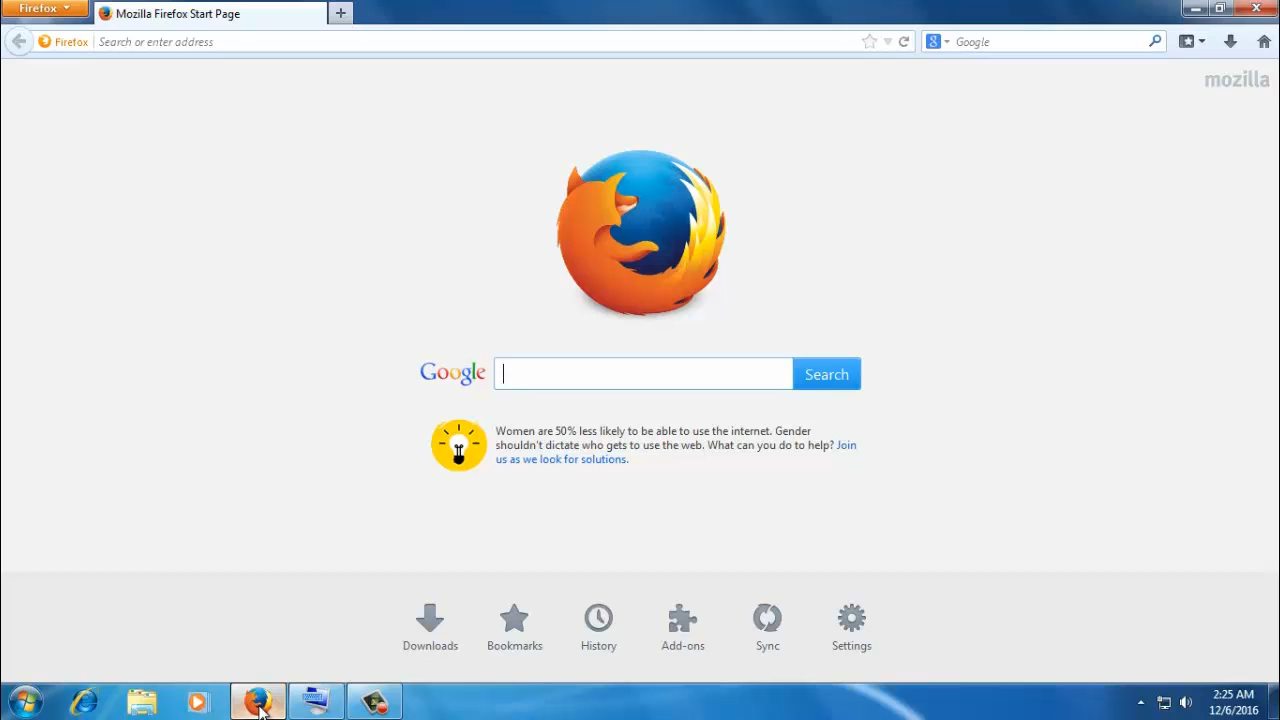 Firefox
Mozilla Firefox Start Page
Firefox
Search or enter address
Google
mozilla
Google
Search
Women are 50% less likely to be able to use the internet. Gender
shouldn't dictate who gets to use the web. What can you do to help? Join
us as we look for solutions.
Downloads
Bookmarks
History
Add-ons
Sync
Settings
2:25 AM
12/6/2016